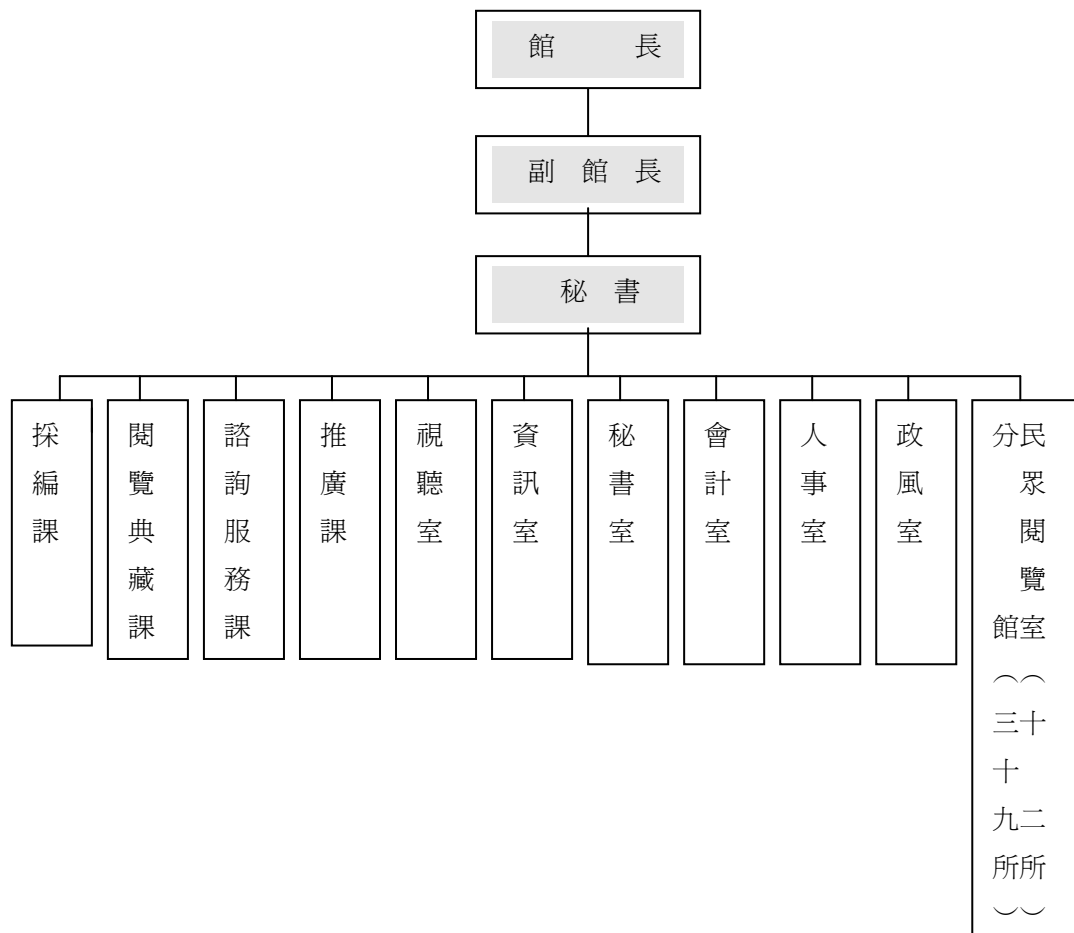 館長
副館長
秘書
採編課
閱覽典藏課
諮詢服務課
推廣課
視聽室
資訊室
秘書室
會計室
人事室
政風室
民眾閱覽室（十二所）
分館（三十九所）